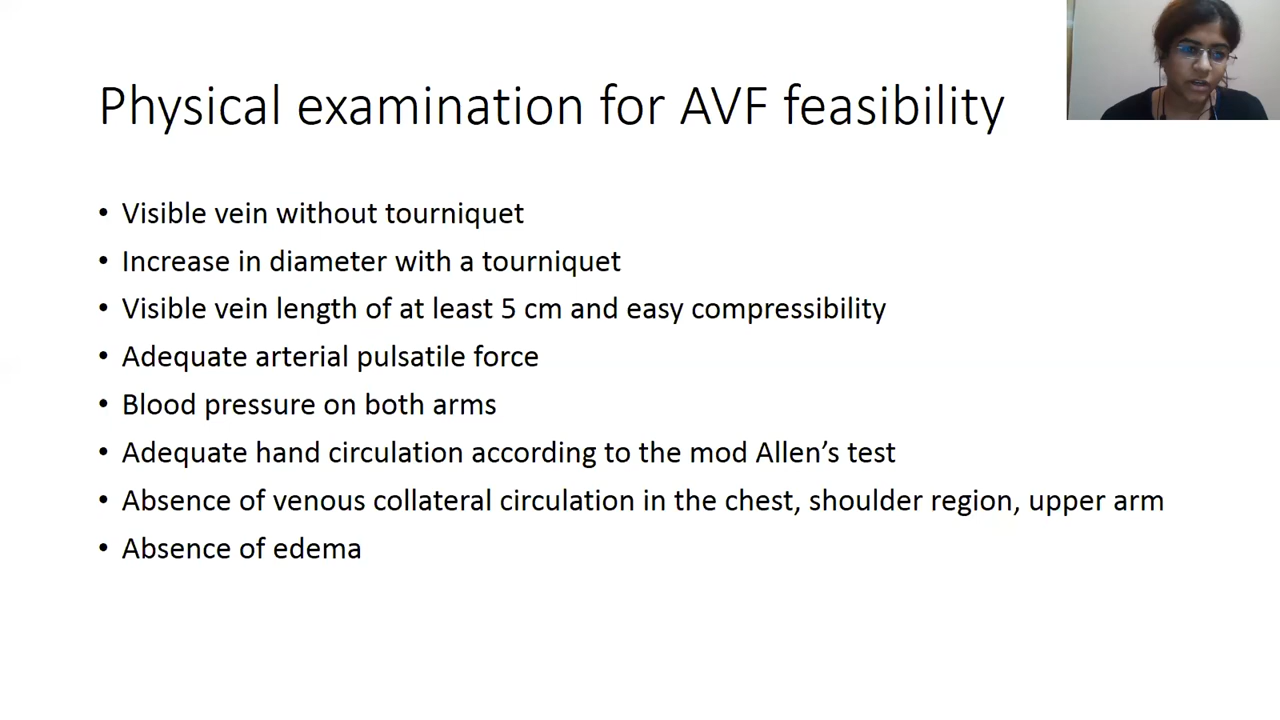 Physical examination for AVF feasibility
• Visible vein without tourniquet
• Increase in diameter with a tourniquet
• Visible vein length of at least 5 cm and easy compressibility
• Adequate arterial pulsatile force
• Blood pressure on both arms
• Adequate hand circulation according to the mod Allen’s test
• Absence of venous collateral circulation in the chest, shoulder region, upper arm
• Absence of edema